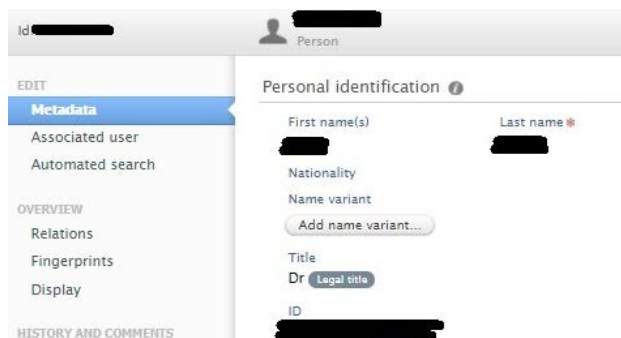 Id
Person
EDIT
Metadata
Associated user
Automated search
OVERVIEW
Relations
Fingerprints
Display
HISTORY AND COMMENTS
Personal identification
First name(s) Last name *
Nationality
Name variant
Add name variant...
Title
Dr Legal title
ID